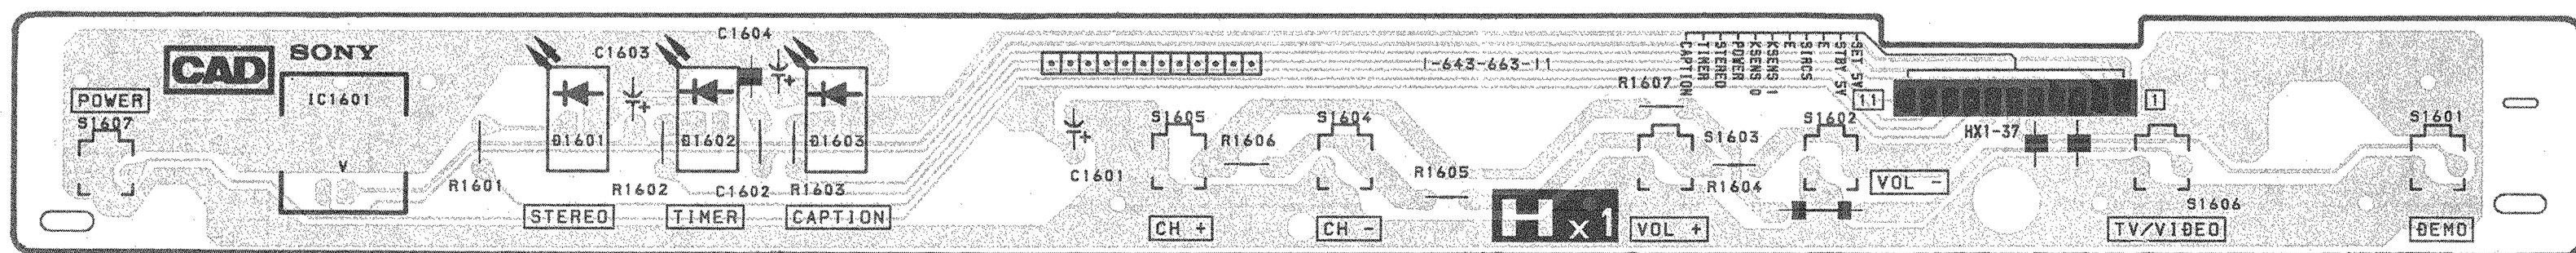 CAD
SONY
POWER
S1607
IC1601
V
R1601
C1603
D1601
STEREO
R1602
D1602
TIMER
C1604
C1602
R1603
D1603
CAPTION
C1601
S1605
CH +
R1606
S1604
CH -
R1605
1-643-663-11
H x 1
R1607
VOL +
S1603
R1604
CAPTION
TIMER
STEREO
POWER
KSENS 0
KSENS 1
E
SIRCS
E
STBY 5V
SET 5V
S1602
VOL -
11
1
HX1-37
S1606
TV/VIDEO
S1601
DEMO